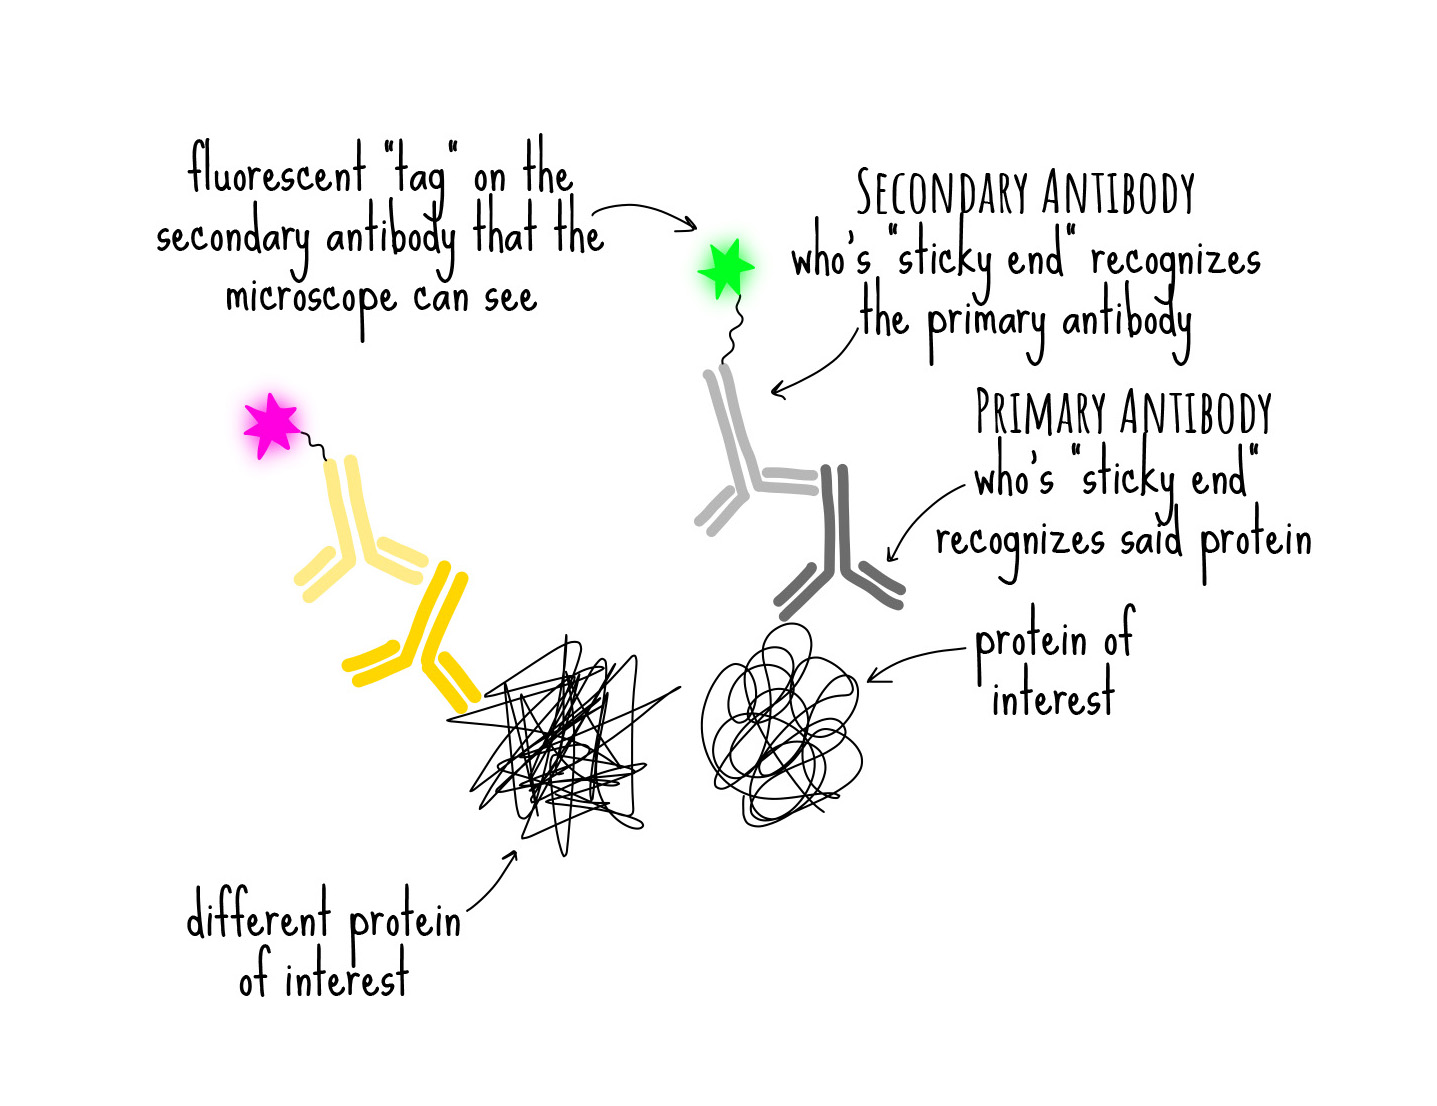 fluorescent "tag" on the
secondary antibody that the
microscope can see
SECONDARY ANTIBODY
who's "sticky end" recognizes
the primary antibody
PRIMARY ANTIBODY
who's "sticky end"
recognizes said protein
protein of
interest
different protein
of interest